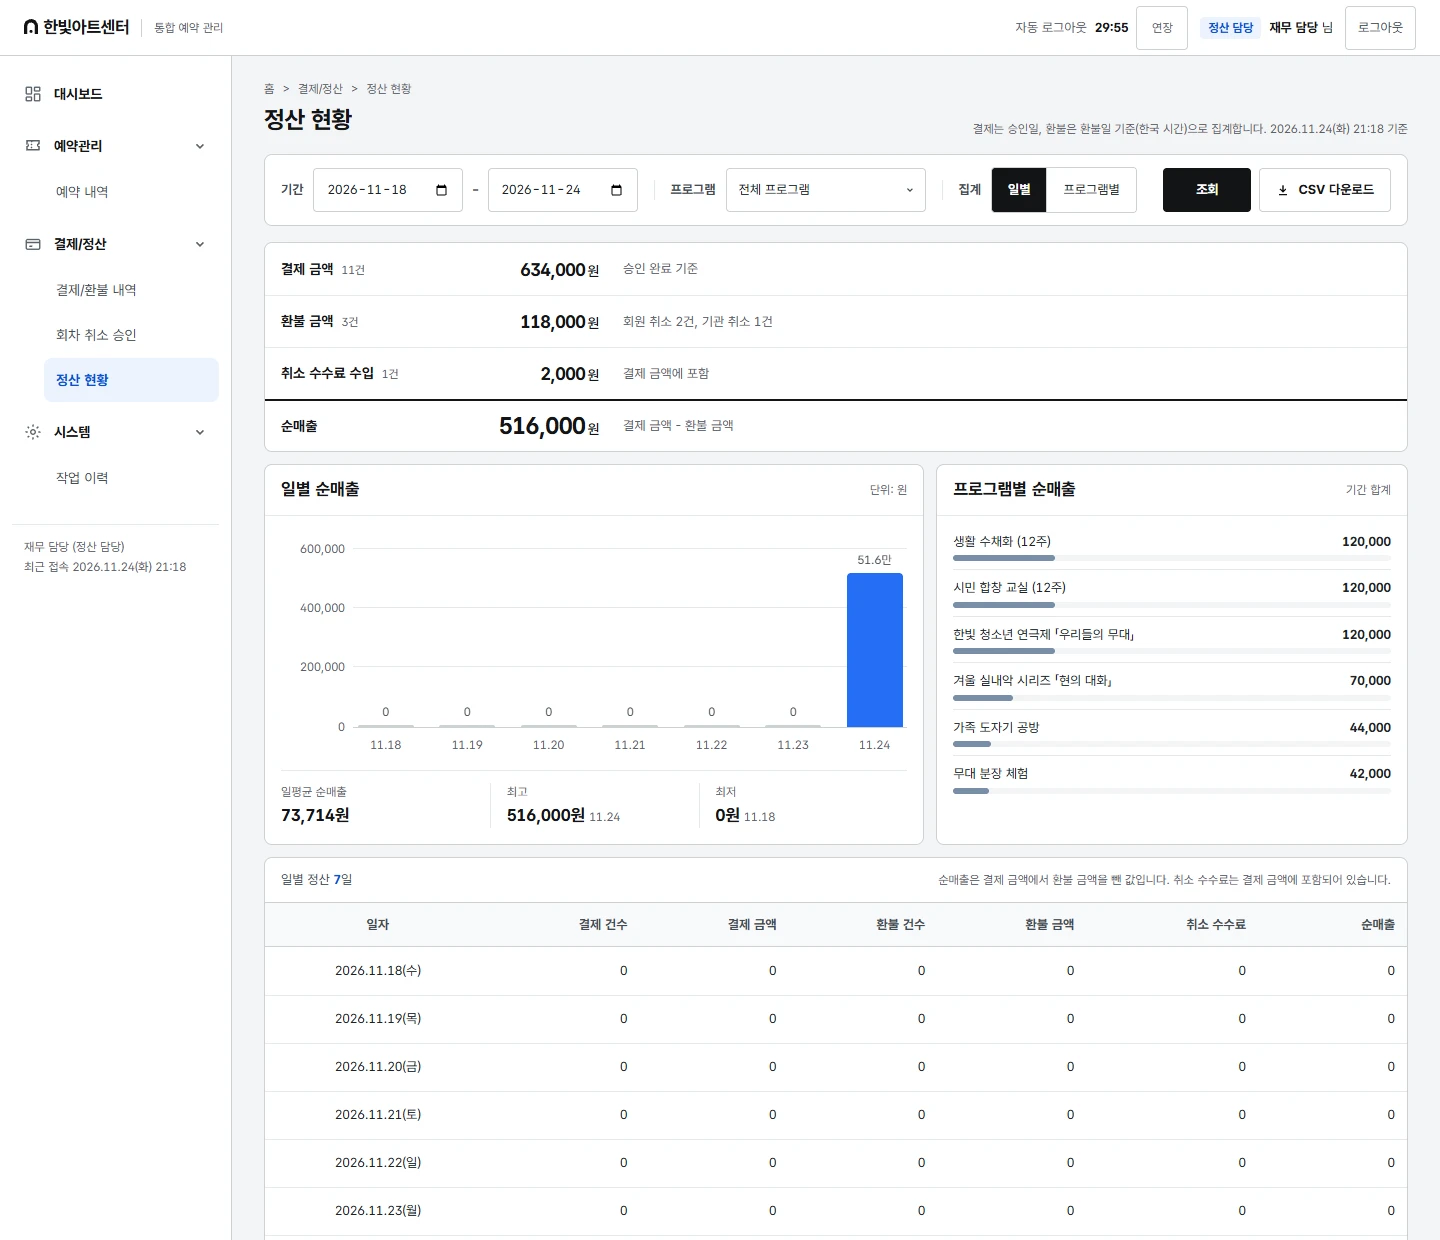 한빛아트센터 통합 예약 관리
자동 로그아웃 29:55 연장 정산 담당 재무 담당 님 로그아웃
대시보드
예약관리
예약 내역
결제/정산
결제/환불 내역
회차 취소 승인
정산 현황
시스템
작업 이력
재무 담당 (정산 담당)
최근 접속 2026.11.24(화) 21:18
홈 > 결제/정산 > 정산 현황
정산 현황
결제는 승인일, 환불은 환불일 기준(한국 시간)으로 집계합니다. 2026.11.24(화) 21:18 기준
기간 2026-11-18 - 2026-11-24 프로그램 전체 프로그램 집계 일별 프로그램별 조회 CSV 다운로드
결제 금액 11건 634,000원 승인 완료 기준
환불 금액 3건 118,000원 회원 취소 2건, 기관 취소 1건
취소 수수료 수입 1건 2,000원 결제 금액에 포함
순매출 516,000원 결제 금액 - 환불 금액
일별 순매출 단위: 원
600,000
51.6만
400,000
200,000
0 0 0 0 0 0
0
11.18 11.19 11.20 11.21 11.22 11.23 11.24
일평균 순매출
73,714원
최고
516,000원 11.24
최저
0원 11.18
프로그램별 순매출 기간 합계
생활 수채화 (12주) 120,000
시민 합창 교실 (12주) 120,000
한빛 청소년 연극제 「우리들의 무대」 120,000
겨울 실내악 시리즈 「현의 대화」 70,000
가족 도자기 공방 44,000
무대 분장 체험 42,000
일별 정산 7일 순매출은 결제 금액에서 환불 금액을 뺀 값입니다. 취소 수수료는 결제 금액에 포함되어 있습니다.
일자 결제 건수 결제 금액 환불 건수 환불 금액 취소 수수료 순매출
2026.11.18(수) 0 0 0 0 0 0
2026.11.19(목) 0 0 0 0 0 0
2026.11.20(금) 0 0 0 0 0 0
2026.11.21(토) 0 0 0 0 0 0
2026.11.22(일) 0 0 0 0 0 0
2026.11.23(월) 0 0 0 0 0 0